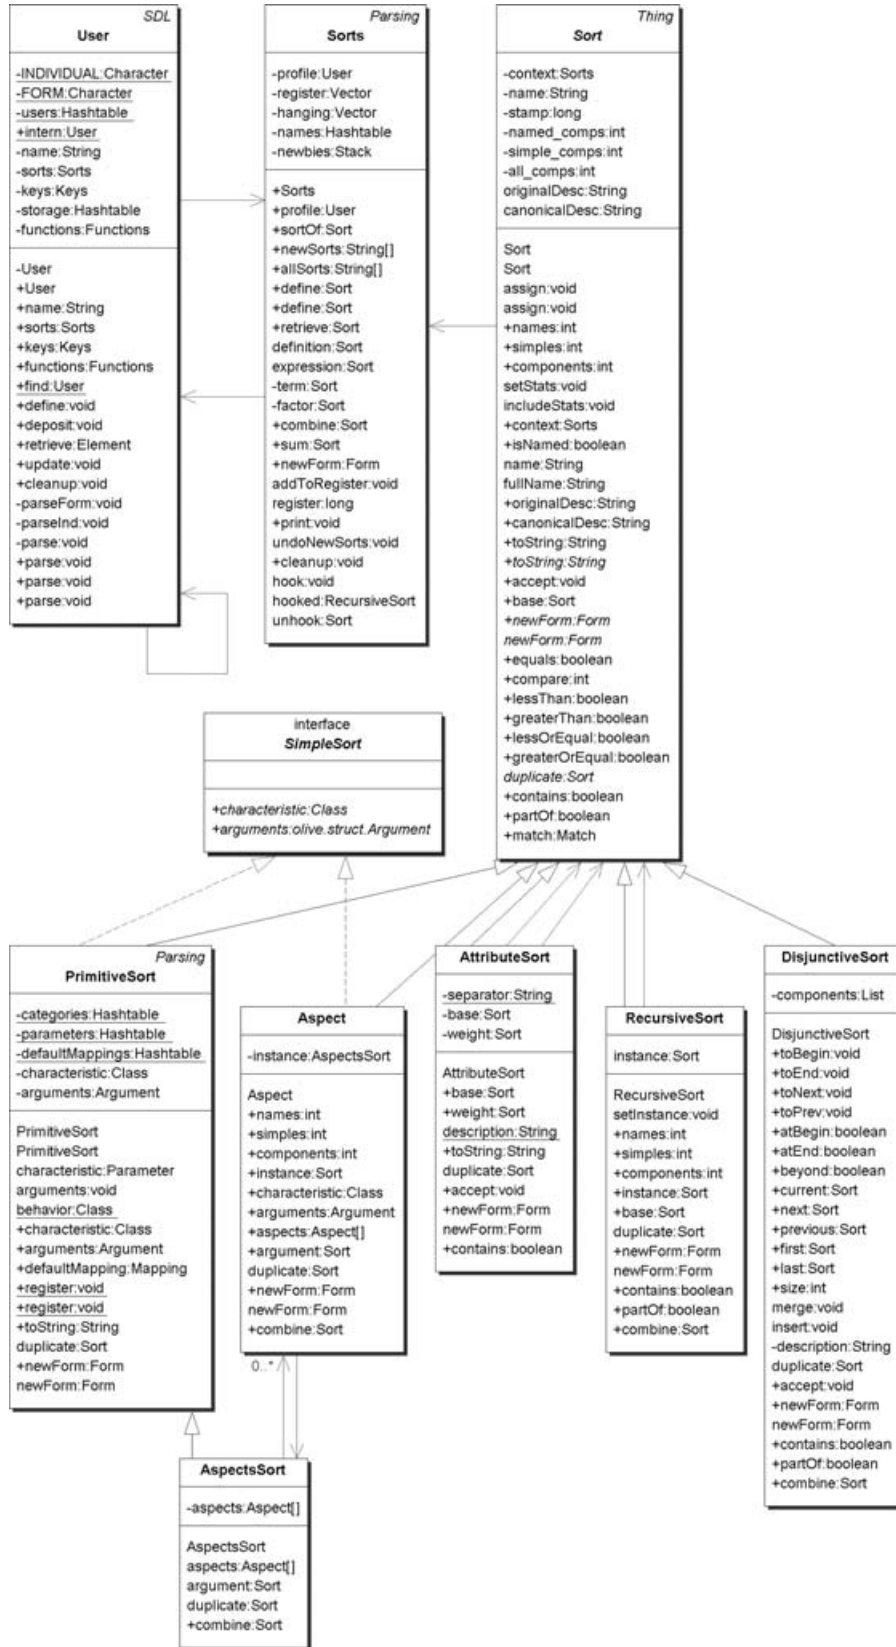 SDL
User
-INDIVIDUAL:Character
-FORM:Character
-users:Hashtable
+intern:User
-name:String
-sorts:Sorts
-keys:Keys
-storage:Hashtable
-functions:Functions
-User
+User
+name:String
+sorts:Sorts
+keys:Keys
+functions:Functions
+find:User
+define:void
+deposit:void
+retrieve:Element
+update:void
+cleanup:void
-parseForm:void
-parseInd:void
-parse:void
+parse:void
+parse:void
+parse:void
Parsing
Sorts
-profile:User
-register:Vector
-hanging:Vector
-names:Hashtable
-newbies:Stack
+Sorts
+profile:User
+sortOf:Sort
+newSorts:String[]
+allSorts:String[]
+define:Sort
+define:Sort
+retrieve:Sort
definition:Sort
expression:Sort
-term:Sort
-factor:Sort
+combine:Sort
+sum:Sort
+newForm:Form
addToRegister:void
register:long
+print:void
undoNewSorts:void
+cleanup:void
hook:void
hooked:RecursiveSort
unhook:Sort
Thing
Sort
-context:Sorts
-name:String
-stamp:long
-named_comps:int
-simple_comps:int
-all_comps:int
originalDesc:String
canonicalDesc:String
Sort
Sort
assign:void
assign:void
+names:int
+simples:int
+components:int
setStats:void
includeStats:void
+context:Sorts
+isNamed:boolean
name:String
fullName:String
+originalDesc:String
+canonicalDesc:String
+toString:String
+toString:String
+accept:void
+base:Sort
+newForm:Form
newForm:Form
+equals:boolean
+compare:int
+lessThan:boolean
+greaterThan:boolean
+lessOrEqual:boolean
+greaterOrEqual:boolean
duplicate:Sort
+contains:boolean
+partOf:boolean
+match:Match
interface
SimpleSort
+characteristic:Class
+arguments:olive.struct.Argument
Parsing
PrimitiveSort
-categories:Hashtable
-parameters:Hashtable
-defaultMappings:Hashtable
-characteristic:Class
-arguments:Argument
PrimitiveSort
PrimitiveSort
characteristic:Parameter
arguments:void
behavior:Class
+characteristic:Class
+arguments:Argument
+defaultMapping:Mapping
+register:void
+register:void
+toString:String
duplicate:Sort
+newForm:Form
newForm:Form
Aspect
-instance:AspectsSort
Aspect
+names:int
+simples:int
+components:int
+instance:Sort
+characteristic:Class
+arguments:Argument
+aspects:Aspect[]
+argument:Sort
duplicate:Sort
+newForm:Form
newForm:Form
+combine:Sort
0..*
AttributeSort
-separator:String
-base:Sort
-weight:Sort
AttributeSort
+base:Sort
+weight:Sort
description:String
+toString:String
duplicate:Sort
+accept:void
+newForm:Form
newForm:Form
+contains:boolean
RecursiveSort
instance:Sort
RecursiveSort
setInstance:void
+names:int
+simples:int
+components:int
+instance:Sort
+base:Sort
duplicate:Sort
+newForm:Form
newForm:Form
+contains:boolean
+partOf:boolean
+combine:Sort
DisjunctiveSort
-components:List
DisjunctiveSort
+toBegin:void
+toEnd:void
+toNext:void
+toPrev:void
+atBegin:boolean
+atEnd:boolean
+beyond:boolean
+current:Sort
+next:Sort
+previous:Sort
+first:Sort
+last:Sort
+size:int
merge:void
insert:void
-description:String
duplicate:Sort
+accept:void
+newForm:Form
newForm:Form
+contains:boolean
+partOf:boolean
+combine:Sort
AspectsSort
-aspects:Aspect[]
AspectsSort
aspects:Aspect[]
argument:Sort
duplicate:Sort
+combine:Sort